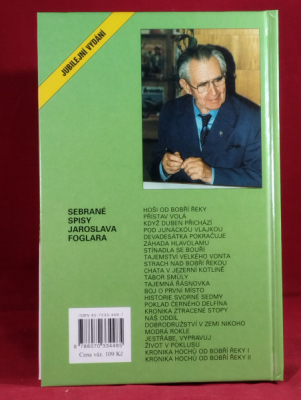 JUBILEJNÍ VYDÁNÍ
SEBRANÉ
SPISY
JAROSLAVA
FOGLARA
HOŠI OD BOBŘÍ ŘEKY
PŘÍSTAV VOLÁ
KDYŽ DUBEN PŘICHÁZÍ
POD JUNÁCKOU VLAJKOU
DEVADESÁTKA POKRAČUJE
ZÁHADA HLAVOLAMU
STÍNADLA SE BOUŘÍ
TAJEMSTVÍ VELKÉHO VONTA
STRACH NAD BOBŘÍ ŘEKOU
CHATA V JEZERNÍ KOTLINĚ
TÁBOR SMŮLY
TAJEMNÁ ŘÁSNOVKA
BOJ O PRVNÍ MÍSTO
HISTORIE SVORNÉ SEDMY
POKLAD ČERNÉHO DELFÍNA
KRONIKA ZTRACENÉ STOPY
NÁŠ ODDÍL
DOBRODRUŽSTVÍ V ZEMI NIKOHO
MODRÁ ROKLE
JESTŘÁBE, VYPRAVUJ
ŽIVOT V POKLUSU
KRONIKA HOCHŮ OD BOBŘÍ ŘEKY I
KRONIKA HOCHŮ OD BOBŘÍ ŘEKY II
Cena váz. 109 Kč